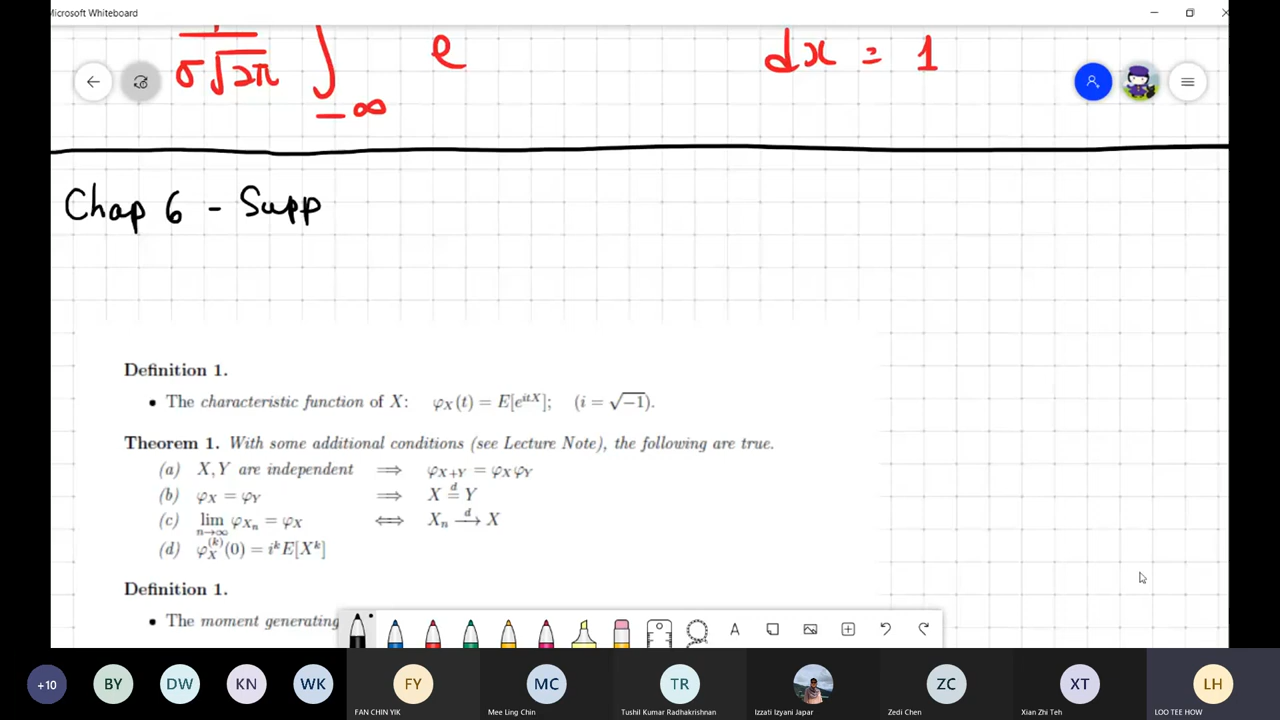 Microsoft Whiteboard
σ√2π ∫ e dx = 1
-∞
Chap 6 - Supp
Definition 1.
• The characteristic function of X: φ_X(t) = E[e^{itX}]; (i = √−1).
Theorem 1. With some additional conditions (see Lecture Note), the following are true.
(a) X, Y are independent ⟹ φ_{X+Y} = φ_Xφ_Y
(b) φ_X = φ_Y ⟹ X =^d Y
(c) lim_{n→∞} φ_{X_n} = φ_X ⟺ X_n →^d X
(d) φ_X^{(k)}(0) = i^k E[X^k]
Definition 1.
• The moment generating
A
+10 BY DW KN WK FY MC TR ZC XT LH
FAN CHIN YIK Mee Ling Chin Tushil Kumar Radhakrishnan Izzati Izyani Japar Zedi Chen Xian Zhi Teh LOO TEE HOW